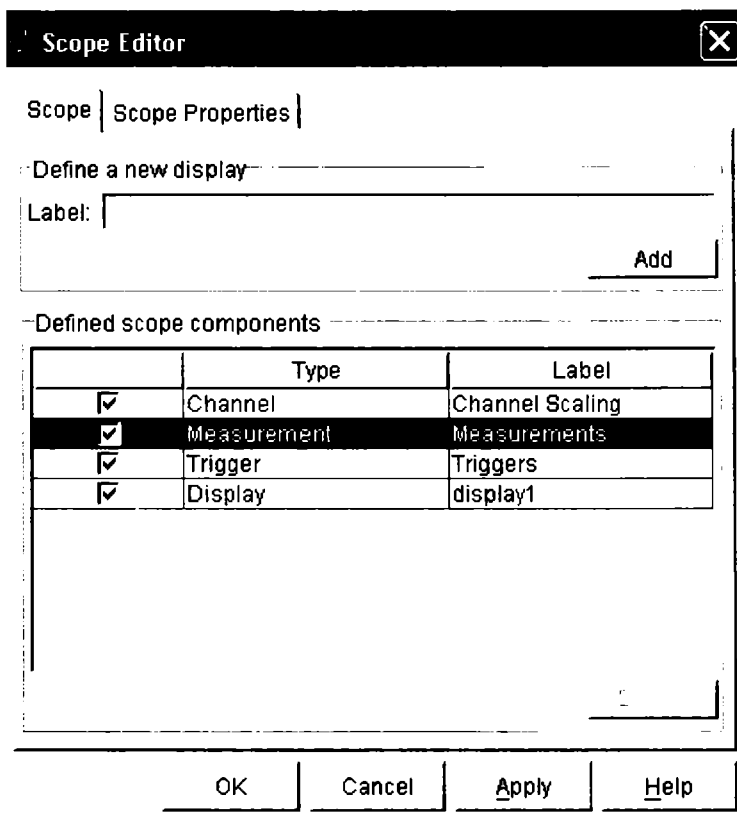 Scope Editor
Scope Scope Properties
Define a new display
Label:
Add
Defined scope components
Type Label
Channel Channel Scaling
Measurement Measurements
Trigger Triggers
Display display1
OK Cancel Apply Help